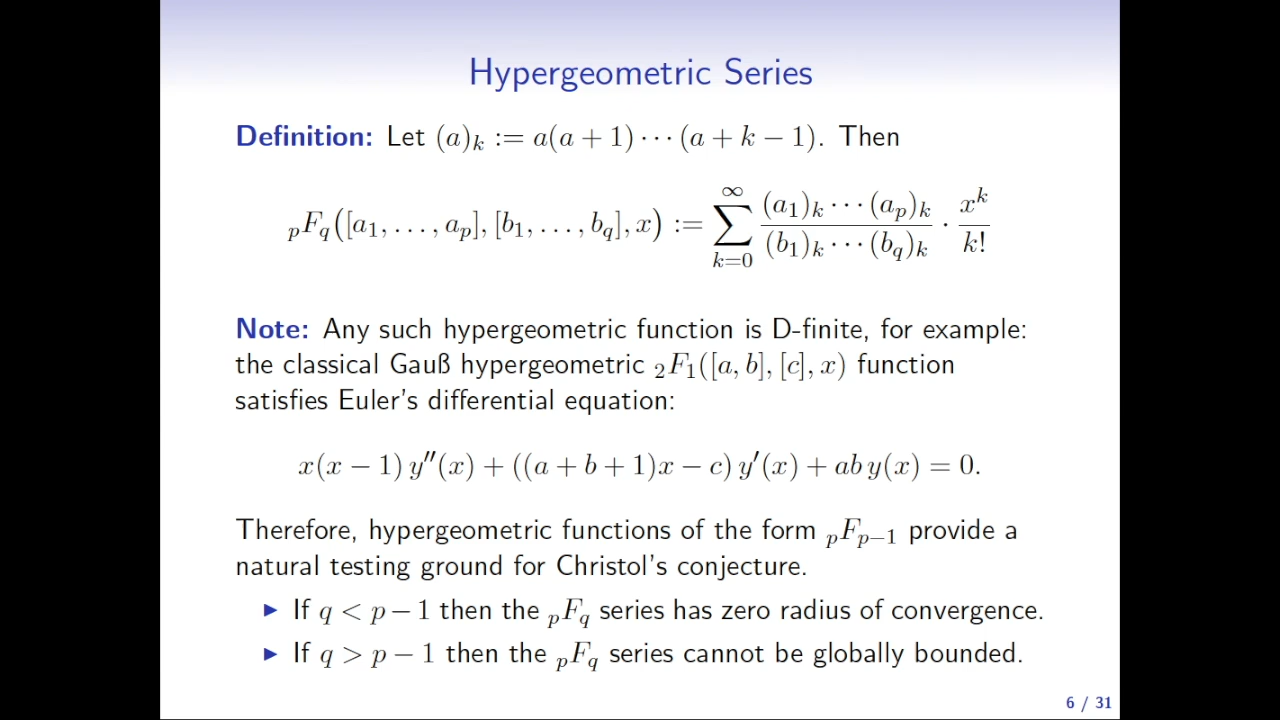 Hypergeometric Series
Definition: Let (a)_k := a(a + 1) ⋯ (a + k − 1). Then
_pF_q([a_1, . . . , a_p], [b_1, . . . , b_q], x) := ∑_{k=0}^{∞} \frac{(a_1)_k ⋯ (a_p)_k}{(b_1)_k ⋯ (b_q)_k} · \frac{x^k}{k!}
Note: Any such hypergeometric function is D-finite, for example:
the classical Gauß hypergeometric _2F_1([a, b], [c], x) function
satisfies Euler's differential equation:
x(x − 1) y″(x) + ((a + b + 1)x − c) y′(x) + ab y(x) = 0.
Therefore, hypergeometric functions of the form _pF_{p−1} provide a
natural testing ground for Christol's conjecture.
▶ If q < p − 1 then the _pF_q series has zero radius of convergence.
▶ If q > p − 1 then the _pF_q series cannot be globally bounded.
6 / 31